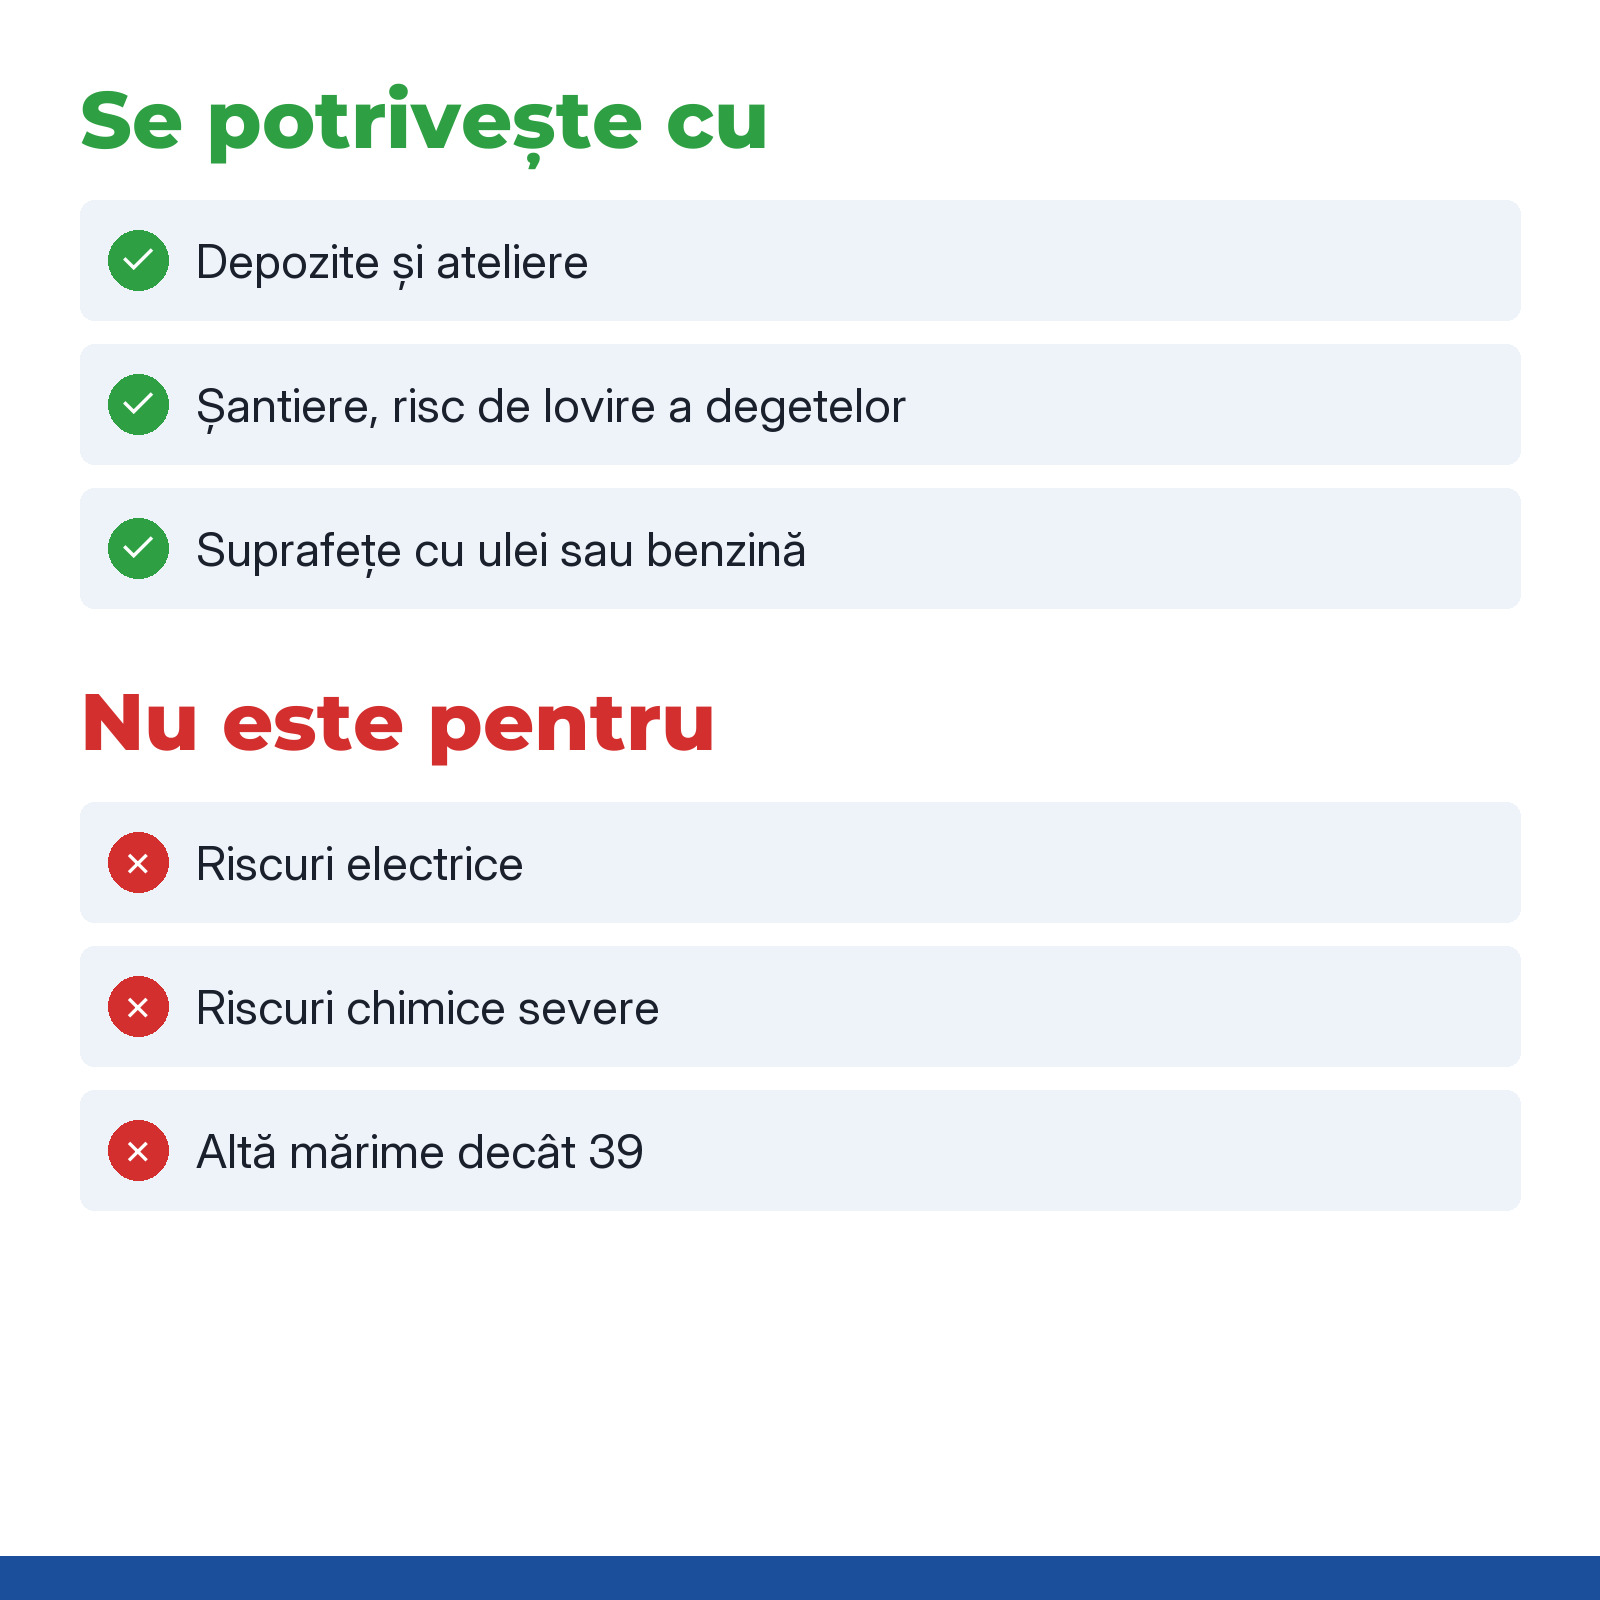 Se potrivește cu
Depozite și ateliere
Șantiere, risc de lovire a degetelor
Suprafețe cu ulei sau benzină
Nu este pentru
Riscuri electrice
Riscuri chimice severe
Altă mărime decât 39